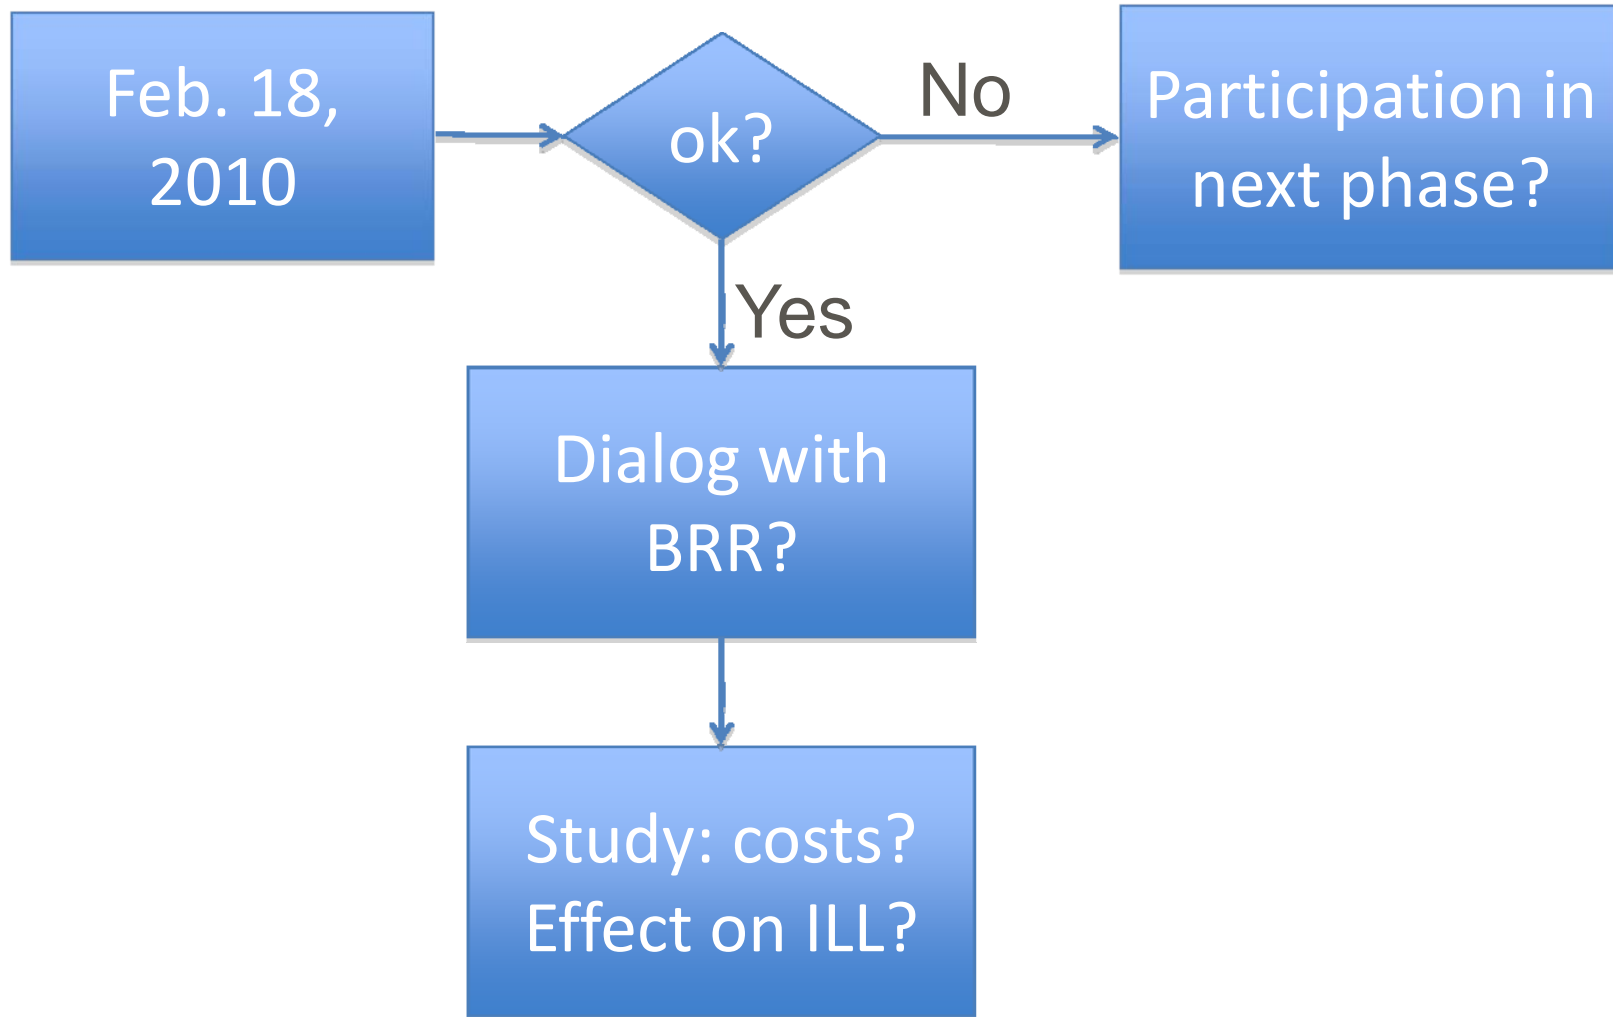 Feb. 18,
2010
ok?
No
Participation in
next phase?
Yes
Dialog with
BRR?
Study: costs?
Effect on ILL?